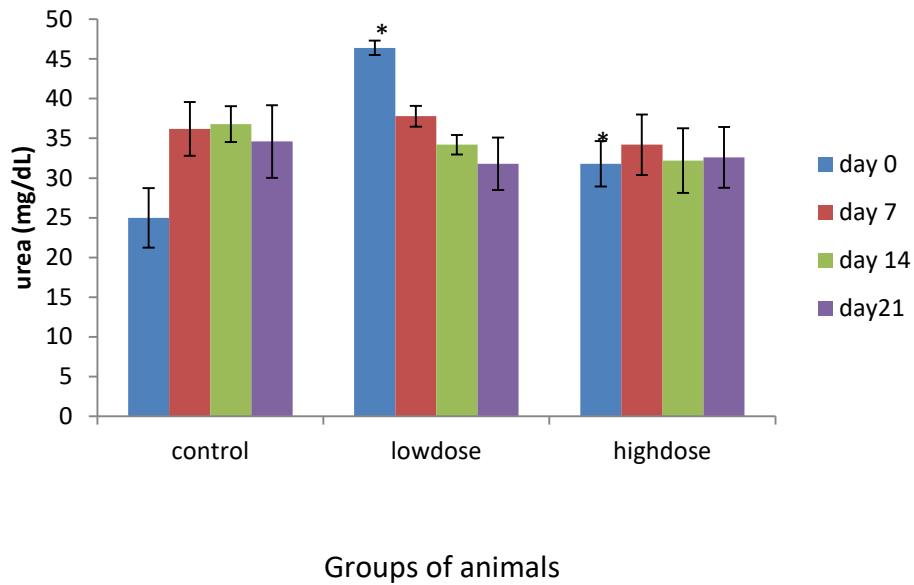 urea (mg/dL)
50
45
40
35
30
25
20
15
10
5
0
*
*
control
lowdose
highdose
Groups of animals
day 0
day 7
day 14
day21